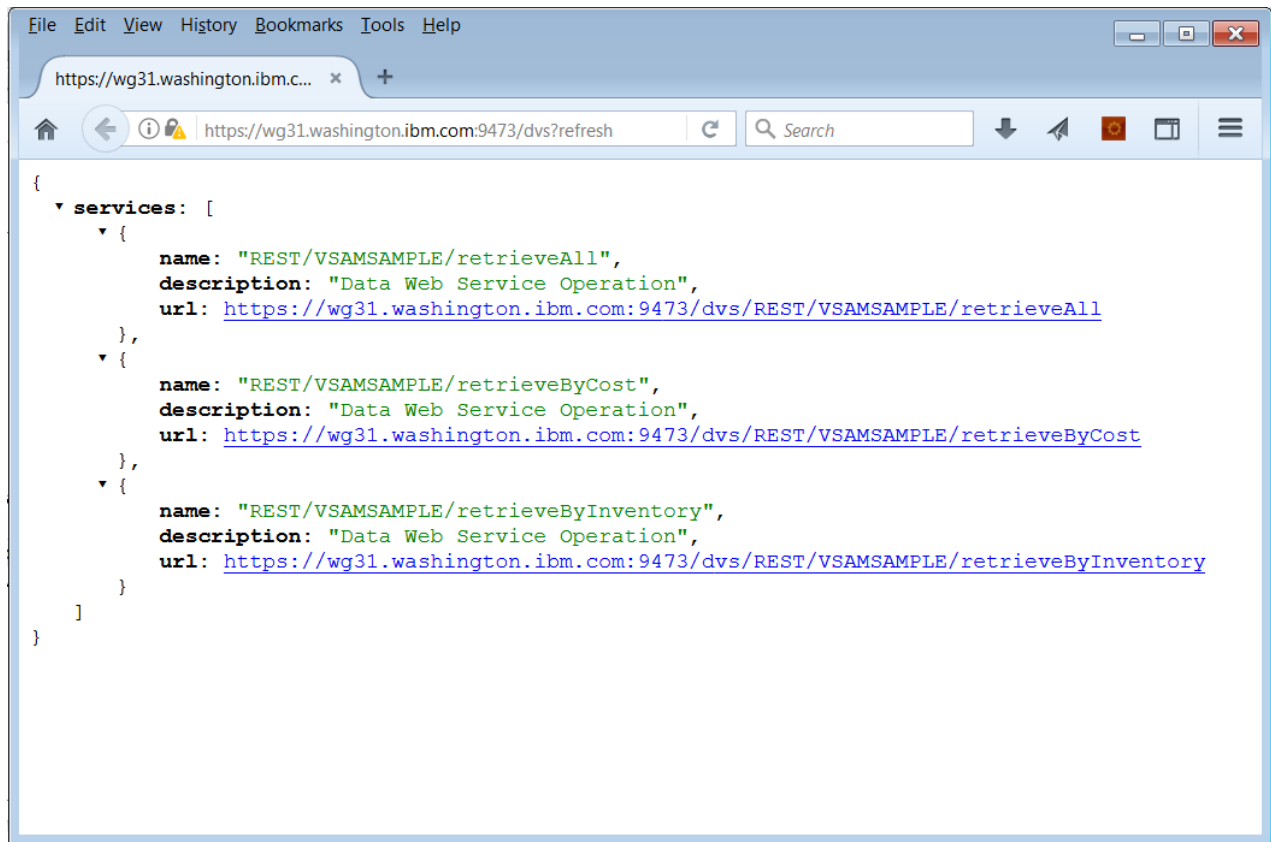 File Edit View History Bookmarks Tools Help
https://wg31.washington.ibm.c...
https://wg31.washington.ibm.com:9473/dvs?refresh Search
{
services: [
{
name: "REST/VSAMSAMPLE/retrieveAll",
description: "Data Web Service Operation",
url: https://wg31.washington.ibm.com:9473/dvs/REST/VSAMSAMPLE/retrieveAll
},
{
name: "REST/VSAMSAMPLE/retrieveByCost",
description: "Data Web Service Operation",
url: https://wg31.washington.ibm.com:9473/dvs/REST/VSAMSAMPLE/retrieveByCost
},
{
name: "REST/VSAMSAMPLE/retrieveByInventory",
description: "Data Web Service Operation",
url: https://wg31.washington.ibm.com:9473/dvs/REST/VSAMSAMPLE/retrieveByInventory
}
]
}